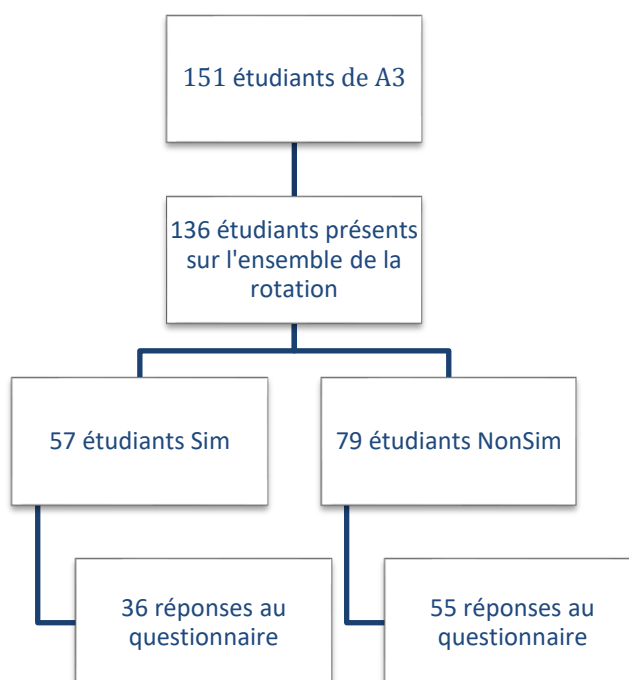 151 étudiants de A3
136 étudiants présents
sur l'ensemble de la
rotation
57 étudiants Sim
79 étudiants NonSim
36 réponses au
questionnaire
55 réponses au
questionnaire